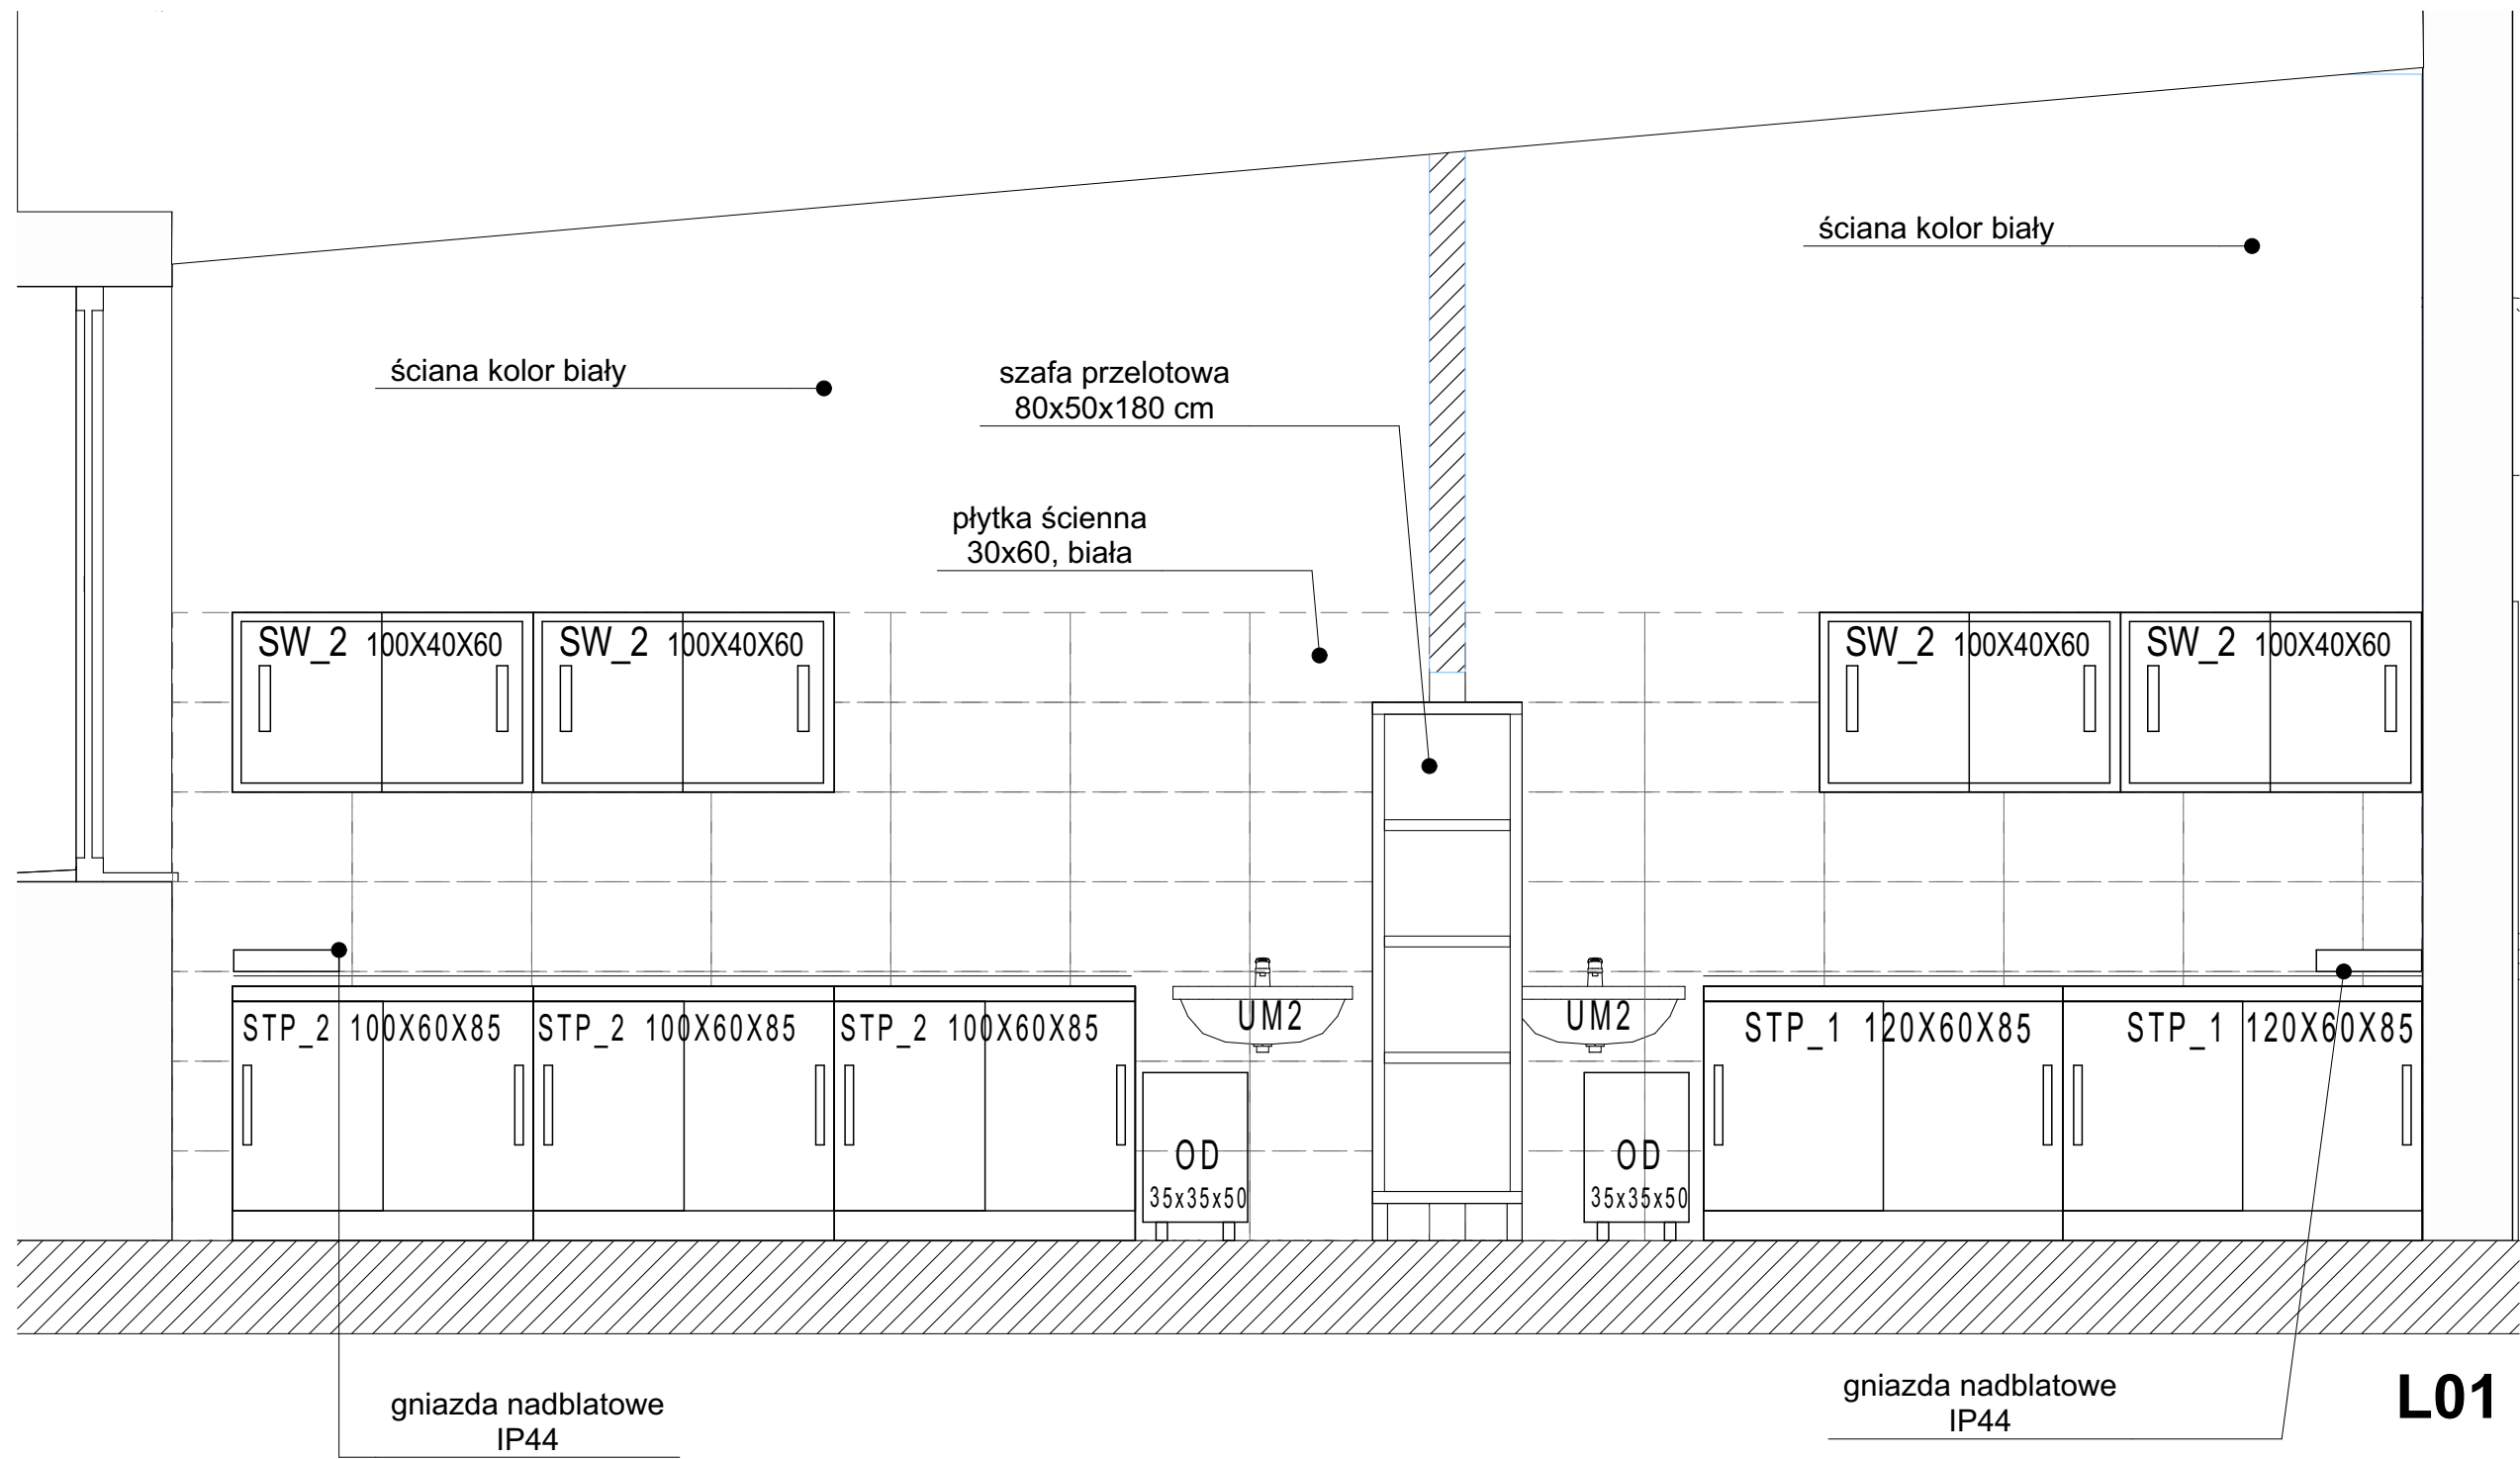 ściana kolor biały
ściana kolor biały
szafa przelotowa
80x50x180 cm
płytka ścienna
30x60, biała
SW_2 100X40X60
SW_2 100X40X60
SW_2 100X40X60
SW_2 100X40X60
STP_2 100X60X85
STP_2 100X60X85
STP_2 100X60X85
UM2
UM2
STP_1 120X60X85
STP_1 120X60X85
OD
35x35x50
OD
35x35x50
gniazda nadblatowe
IP44
gniazda nadblatowe
IP44
L01